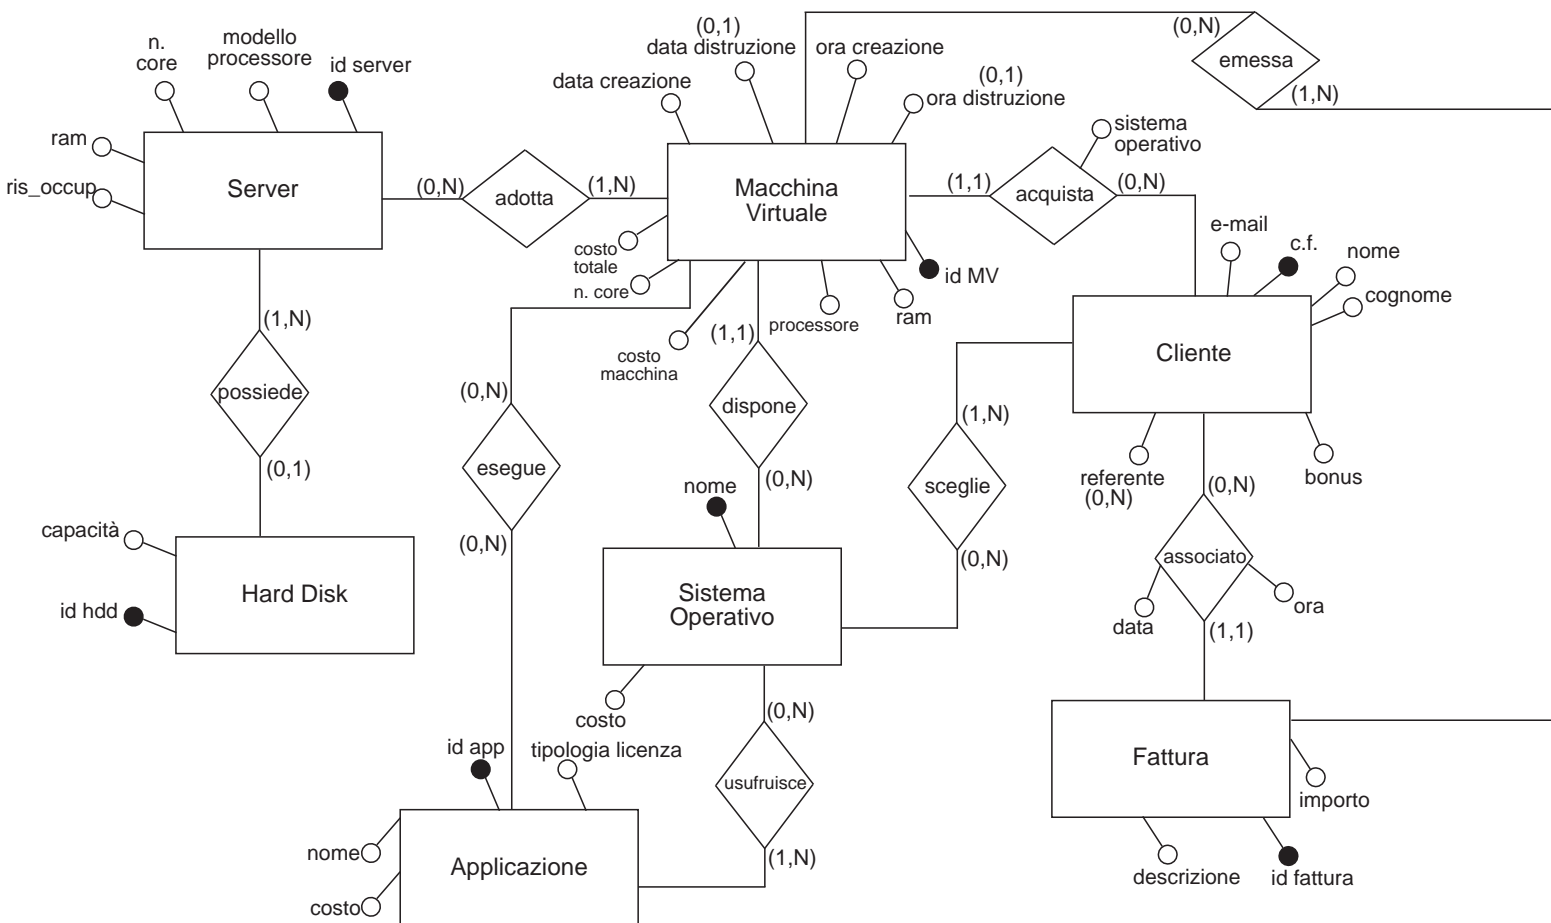 (0,N)
emessa
(1,N)
n.
core
modello
processore
id server
ram
ris_occup
Server
(0,N)
adotta
(1,N)
data creazione
(0,1)
data distruzione
ora creazione
(0,1)
ora distruzione
Macchina
Virtuale
costo
totale
n. core
costo
macchina
processore
ram
id MV
(1,1)
acquista
(0,N)
sistema
operativo
e-mail
c.f.
nome
cognome
Cliente
referente
(0,N)
bonus
(1,N)
possiede
(0,1)
capacità
id hdd
Hard Disk
(0,N)
esegue
(0,N)
(1,1)
dispone
(0,N)
(1,N)
sceglie
(0,N)
(0,N)
associato
data
ora
(1,1)
nome
Sistema
Operativo
costo
(0,N)
usufruisce
(1,N)
id app
tipologia licenza
nome
costo
Applicazione
Fattura
importo
descrizione
id fattura